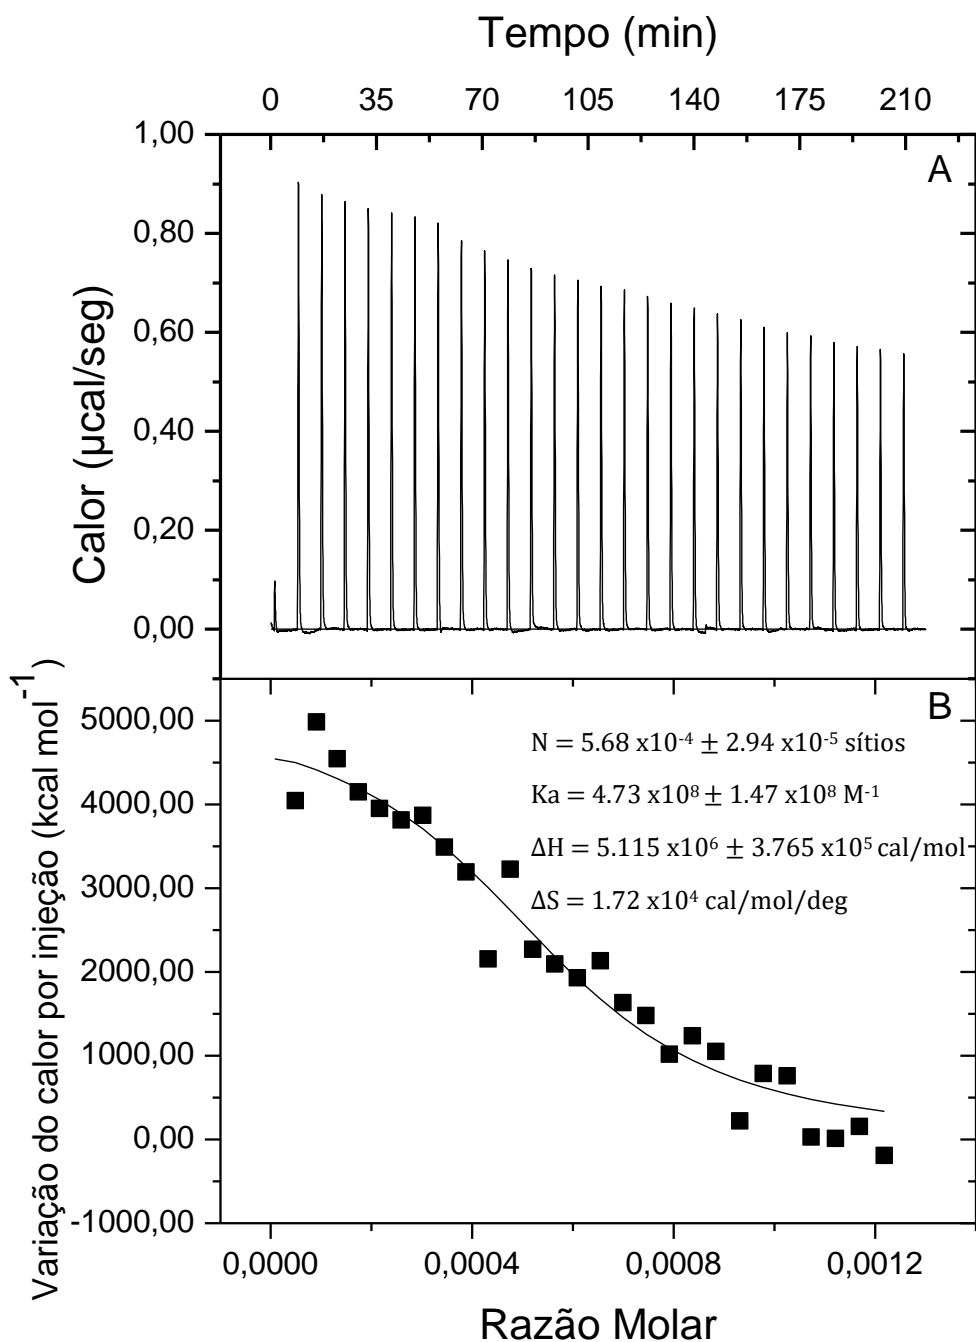 Tempo (min)
0 35 70 105 140 175 210
A
1,00
0,80
0,60
0,40
0,20
0,00
Calor (µcal/seg)
B
5000,00
4000,00
3000,00
2000,00
1000,00
0,00
-1000,00
Variação do calor por injeção (kcal mol⁻¹)
N = 5.68 x10⁻⁴ ± 2.94 x10⁻⁵ sítios
Ka = 4.73 x10⁸ ± 1.47 x10⁸ M⁻¹
ΔH = 5.115 x10⁶ ± 3.765 x10⁵ cal/mol
ΔS = 1.72 x10⁴ cal/mol/deg
0,0000 0,0004 0,0008 0,0012
Razão Molar